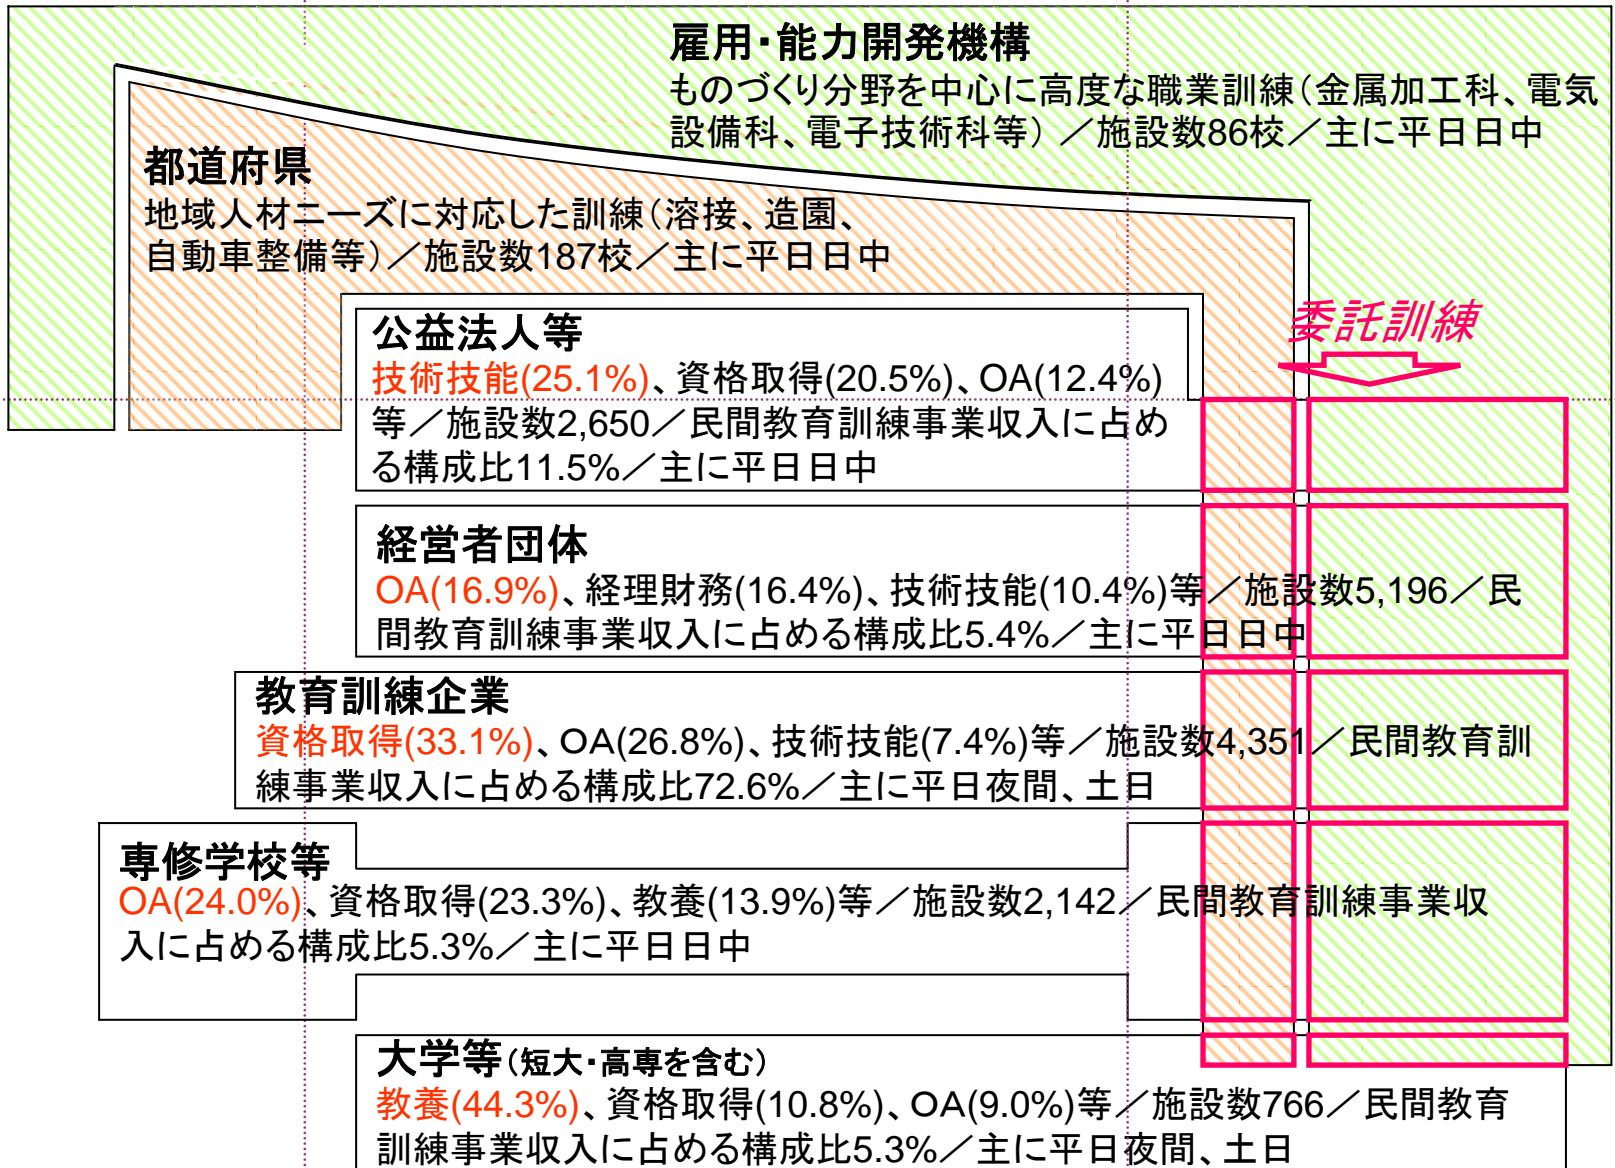 雇用・能力開発機構
ものづくり分野を中心に高度な職業訓練（金属加工科、電気
設備科、電子技術科等）／施設数86校／主に平日日中
都道府県
地域人材ニーズに対応した訓練（溶接、造園、
自動車整備等）／施設数187校／主に平日日中
委託訓練
公益法人等
技術技能(25.1%)、資格取得(20.5%)、OA(12.4%)
等／施設数2,650／民間教育訓練事業収入に占め
る構成比11.5%／主に平日日中
経営者団体
OA(16.9%)、経理財務(16.4%)、技術技能(10.4%)等／施設数5,196／民
間教育訓練事業収入に占める構成比5.4%／主に平日日中
教育訓練企業
資格取得(33.1%)、OA(26.8%)、技術技能(7.4%)等／施設数4,351／民間教育訓
練事業収入に占める構成比72.6%／主に平日夜間、土日
専修学校等
OA(24.0%)、資格取得(23.3%)、教養(13.9%)等／施設数2,142／民間教育訓練事業収
入に占める構成比5.3%／主に平日日中
大学等（短大・高専を含む）
教養(44.3%)、資格取得(10.8%)、OA(9.0%)等／施設数766／民間教育
訓練事業収入に占める構成比5.3%／主に平日夜間、土日